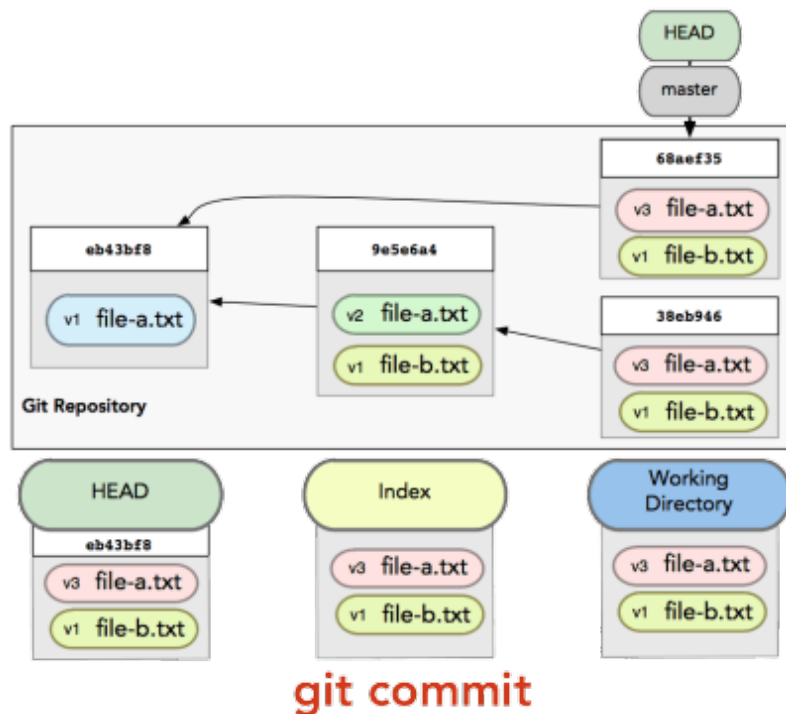 HEAD
master
68aef35
v3 file-a.txt
v1 file-b.txt
eb43bf8
v1 file-a.txt
9e5e6a4
v2 file-a.txt
v1 file-b.txt
38eb946
v3 file-a.txt
v1 file-b.txt
Git Repository
HEAD
eb43bf8
v3 file-a.txt
v1 file-b.txt
Index
v3 file-a.txt
v1 file-b.txt
Working
Directory
v3 file-a.txt
v1 file-b.txt
git commit